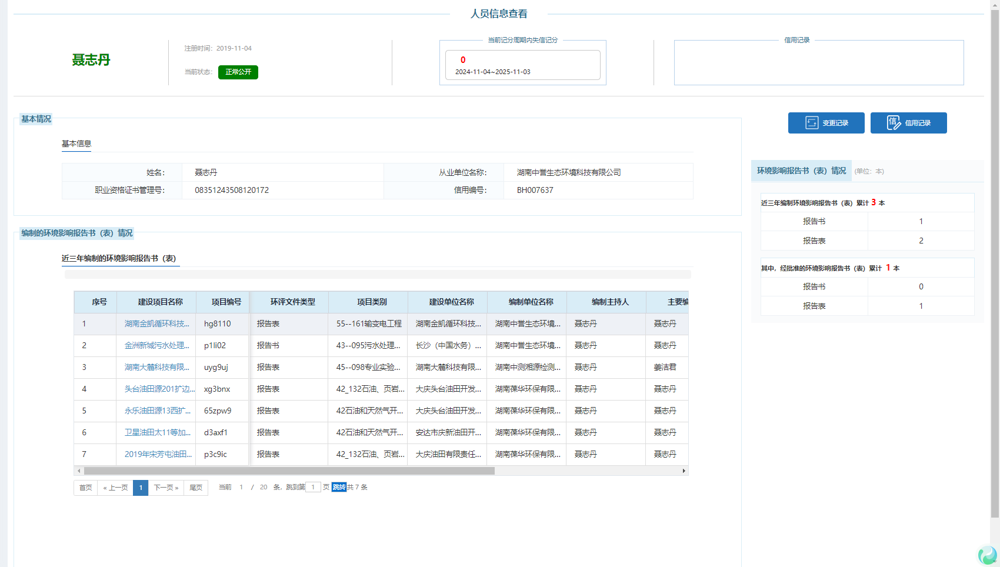 人员信息查看
聂志丹
注册时间：2019-11-04
当前状态：
正常公开
当前记分周期内失信记分
0
2024-11-04~2025-11-03
信用记录
基本情况
变更记录
信用记录
基本信息
姓名：
聂志丹
从业单位名称：
湖南中誉生态环境科技有限公司
职业资格证书管理号：
08351243508120172
信用编号：
BH007637
环境影响报告书（表）情况 (单位：本)
近三年编制环境影响报告书（表）累计 3 本
报告书 1
报告表 2
其中，经批准的环境影响报告书（表）累计 1 本
报告书 0
报告表 1
编制的环境影响报告书（表）情况
近三年编制的环境影响报告书（表）
序号 建设项目名称 项目编号 环评文件类型 项目类别 建设单位名称 编制单位名称 编制主持人 主要编
1 湖南金凯循环科技... hg8110 报告表 55--161输变电工程 湖南金凯循环科技... 湖南中誉生态环境... 聂志丹 聂志丹
2 金洲新城污水处理... p1li02 报告书 43--095污水处理... 长沙（中国水务）... 湖南中誉生态环境... 聂志丹 聂志丹
3 湖南大麓科技有限... uyg9uj 报告表 45--098专业实验... 湖南大麓科技有限... 湖南中测湘源检测... 聂志丹 姜洁君
4 头台油田源201扩边... xg3bnx 报告表 42_132石油、页岩... 大庆头台油田开发... 湖南葆华环保有限... 聂志丹 聂志丹
5 永乐油田源13西扩... 65zpw9 报告表 42石油和天然气开... 大庆头台油田开发... 湖南葆华环保有限... 聂志丹 聂志丹
6 卫星油田太11等加... d3axf1 报告表 42石油和天然气开... 安达市庆新油田开... 湖南葆华环保有限... 聂志丹 聂志丹
7 2019年宋芳屯油田... p3c9ic 报告表 42_132石油、页岩... 大庆油田有限责任... 湖南葆华环保有限... 聂志丹 聂志丹
首页 « 上一页 1 下一页 » 尾页 当前 1 / 20 条，跳到第 1 页 跳转 共 7 条